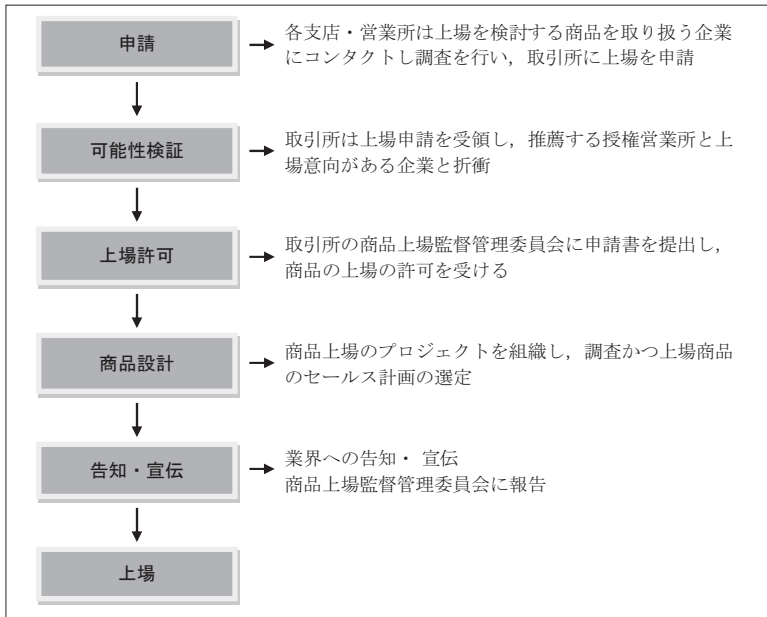 申請
各支店・営業所は上場を検討する商品を取り扱う企業
にコンタクトし調査を行い，取引所に上場を申請
可能性検証
取引所は上場申請を受領し，推薦する授権営業所と上
場意向がある企業と折衝
上場許可
取引所の商品上場監督管理委員会に申請書を提出し，
商品の上場の許可を受ける
商品設計
商品上場のプロジェクトを組織し，調査かつ上場商品
のセールス計画の選定
告知・宣伝
業界への告知・ 宣伝
商品上場監督管理委員会に報告
上場